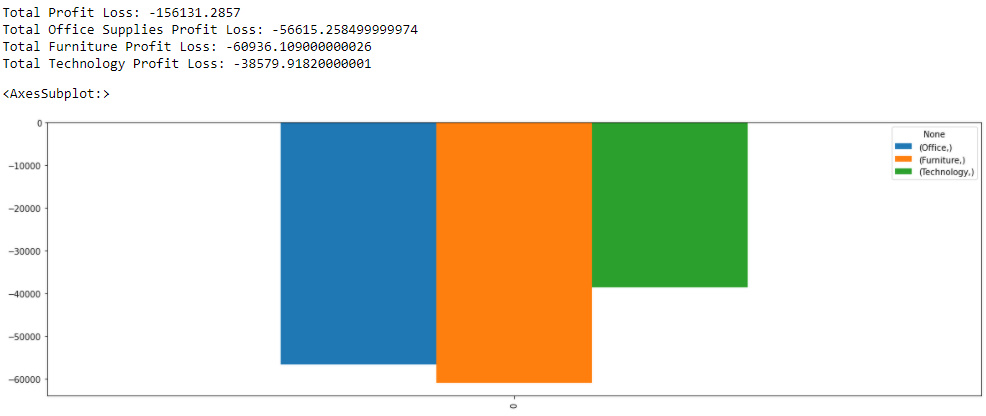 Total Profit Loss: -156131.2857
Total Office Supplies Profit Loss: -56615.258499999974
Total Furniture Profit Loss: -60936.109000000026
Total Technology Profit Loss: -38579.91820000001
<AxesSubplot:>
0
−10000
−20000
−30000
−40000
−50000
−60000
None
(Office,)
(Furniture,)
(Technology,)
0